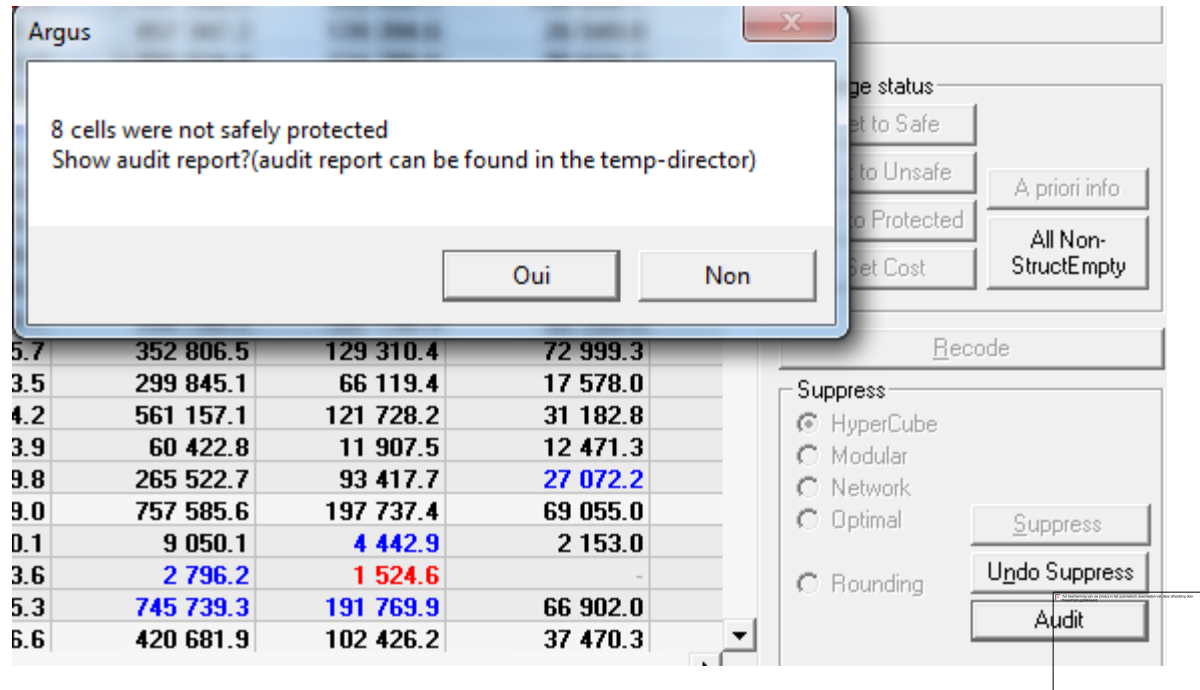 Argus
8 cells were not safely protected
Show audit report?(audit report can be found in the temp-director)
Oui
Non
ge status
et to Safe
to Unsafe
o Protected
Set Cost
A priori info
All Non-
StructEmpty
Recode
5.7 352 806.5 129 310.4 72 999.3
3.5 299 845.1 66 119.4 17 578.0
4.2 561 157.1 121 728.2 31 182.8
3.9 60 422.8 11 907.5 12 471.3
9.8 265 522.7 93 417.7 27 072.2
9.0 757 585.6 197 737.4 69 055.0
0.1 9 050.1 4 442.9 2 153.0
3.6 2 796.2 1 524.6 -
5.3 745 739.3 191 769.9 66 902.0
6.6 420 681.9 102 426.2 37 470.3
Suppress
HyperCube
Modular
Network
Optimal
Rounding
Suppress
Undo Suppress
Audit